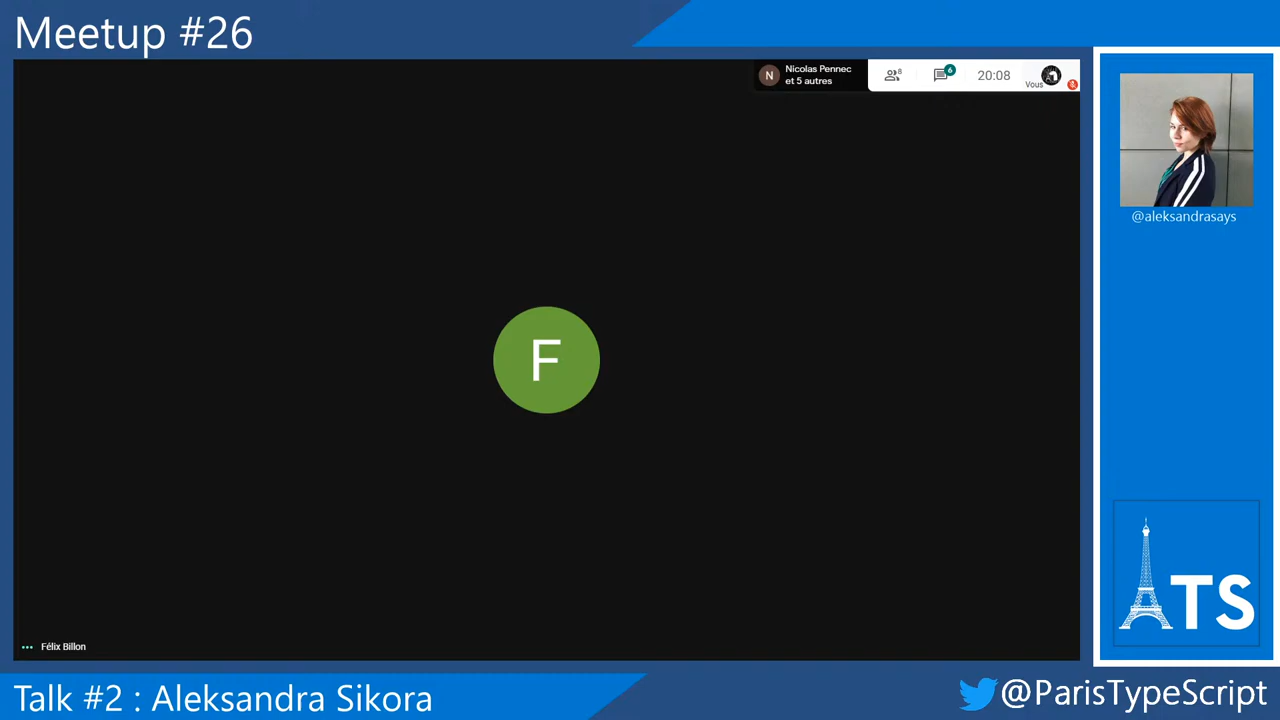 Meetup #26
N
Nicolas Pennec
et 5 autres
8
6
20:08
Vous
@aleksandrasays
F
Félix Billon
TS
Talk #2 : Aleksandra Sikora
@ParisTypeScript